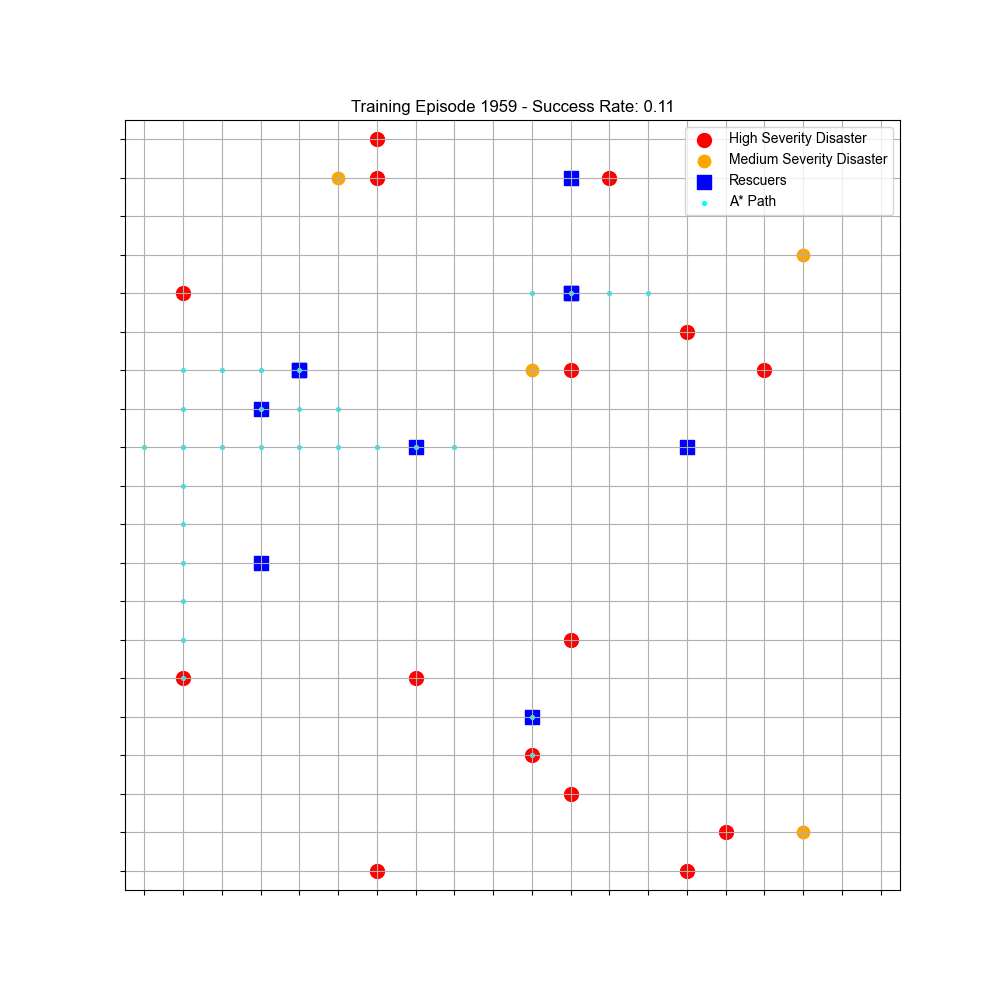 Training Episode 1959 - Success Rate: 0.11
High Severity Disaster
Medium Severity Disaster
Rescuers
A* Path